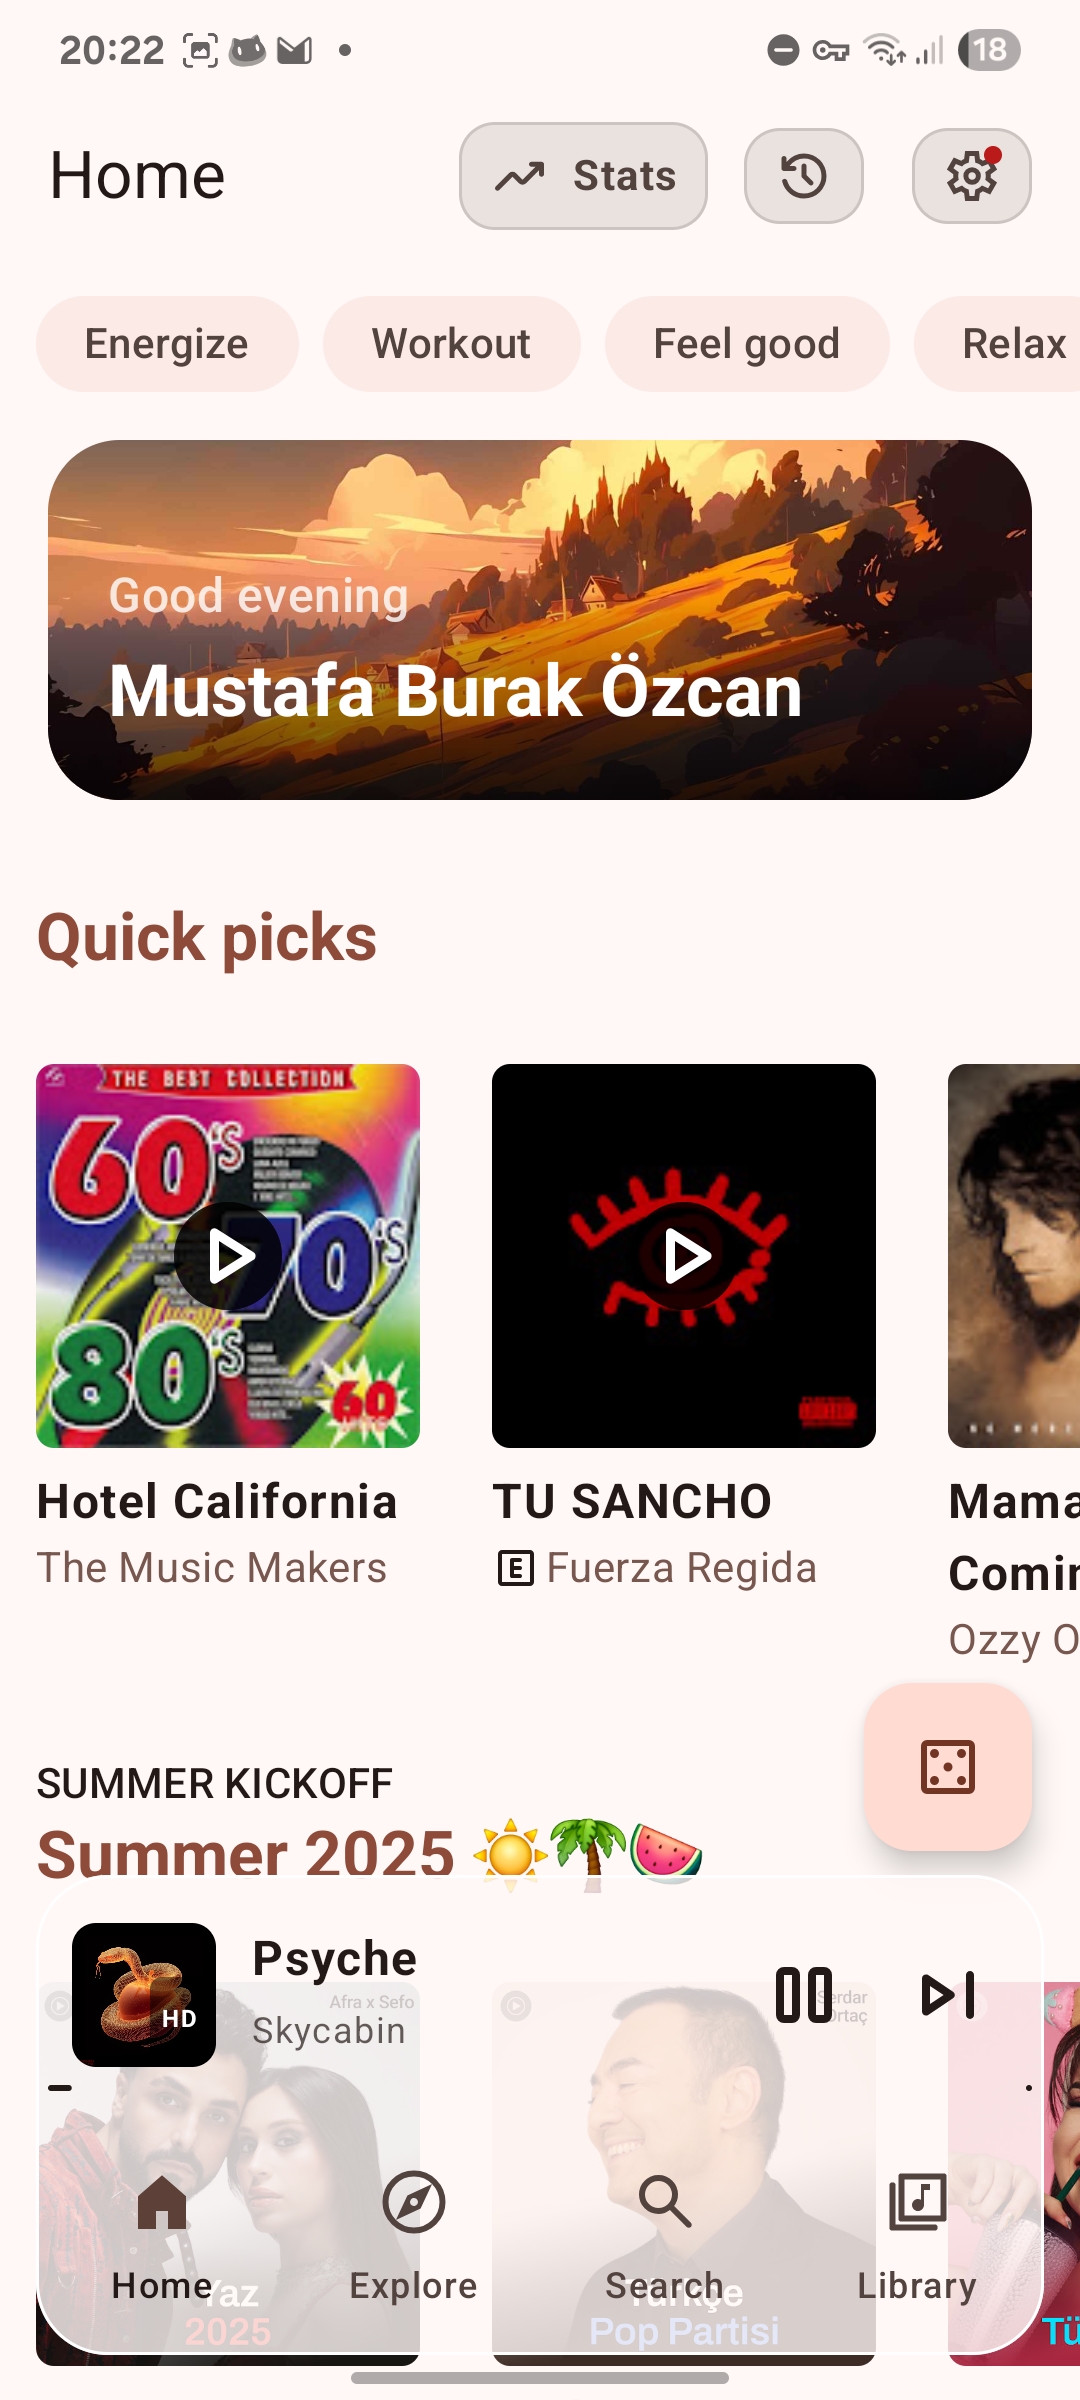 20:22
18
Home
Stats
Energize
Workout
Feel good
Relax
Good evening
Mustafa Burak Özcan
Quick picks
THE BEST COLLECTION
60's
70's
80's
60
Hotel California
The Music Makers
TU SANCHO
E Fuerza Regida
Mama
Comin
Ozzy O
SUMMER KICKOFF
Summer 2025 ☀️🌴🍉
Psyche
Skycabin
HD
Afra x Sefo
Serdar
Ortaç
Yaz
2025
Türkçe
Pop Partisi
Tü
Home
Explore
Search
Library